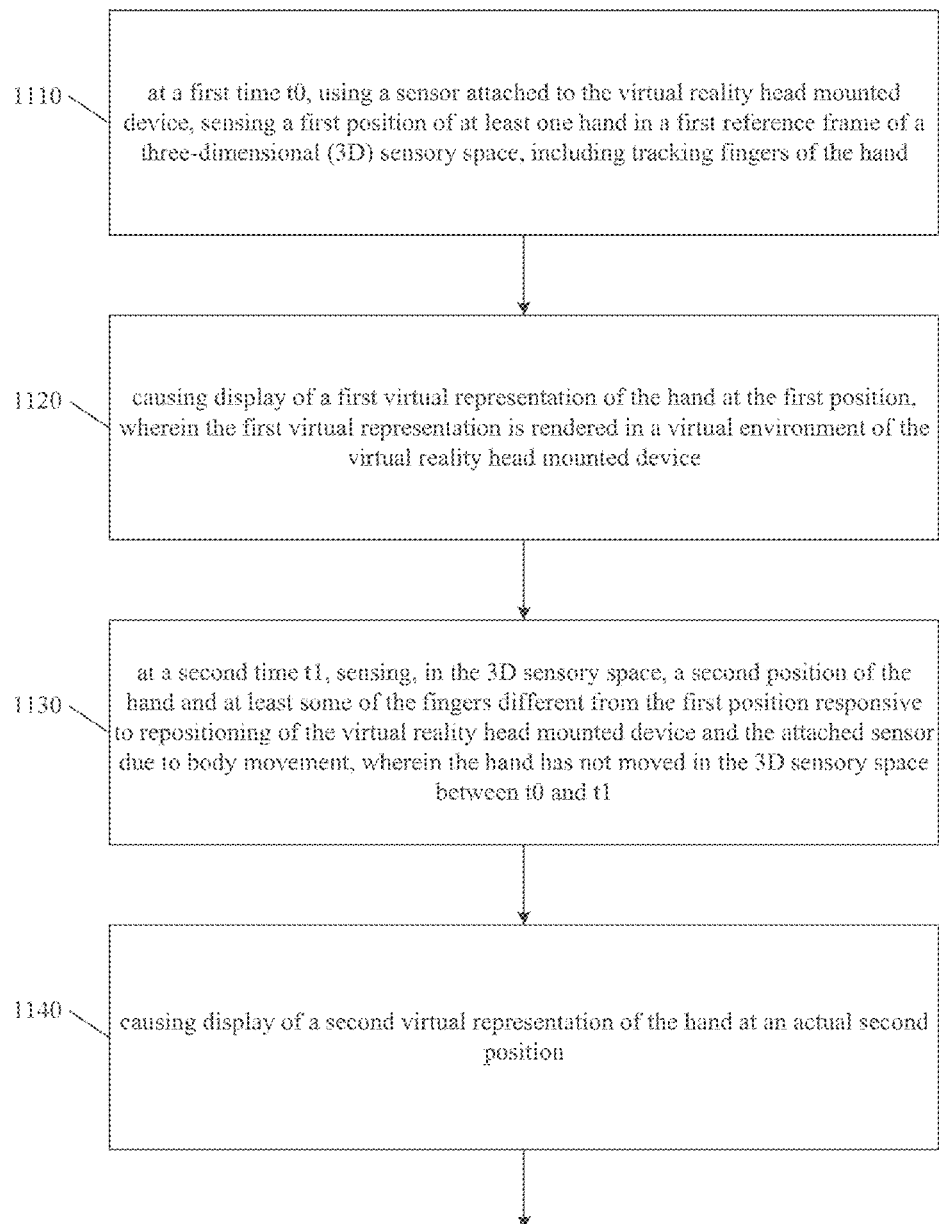 1110
at a first time t0, using a sensor attached to the virtual reality head mounted
device, sensing a first position of at least one hand in a first reference frame of a
three-dimensional (3D) sensory space, including tracking fingers of the hand
1120
causing display of a first virtual representation of the hand at the first position,
wherein the first virtual representation is rendered in a virtual environment of the
virtual reality head mounted device
1130
at a second time t1, sensing, in the 3D sensory space, a second position of the
hand and at least some of the fingers different from the first position responsive
to repositioning of the virtual reality head mounted device and the attached sensor
due to body movement, wherein the hand has not moved in the 3D sensory space
between t0 and t1
1140
causing display of a second virtual representation of the hand at an actual second
position